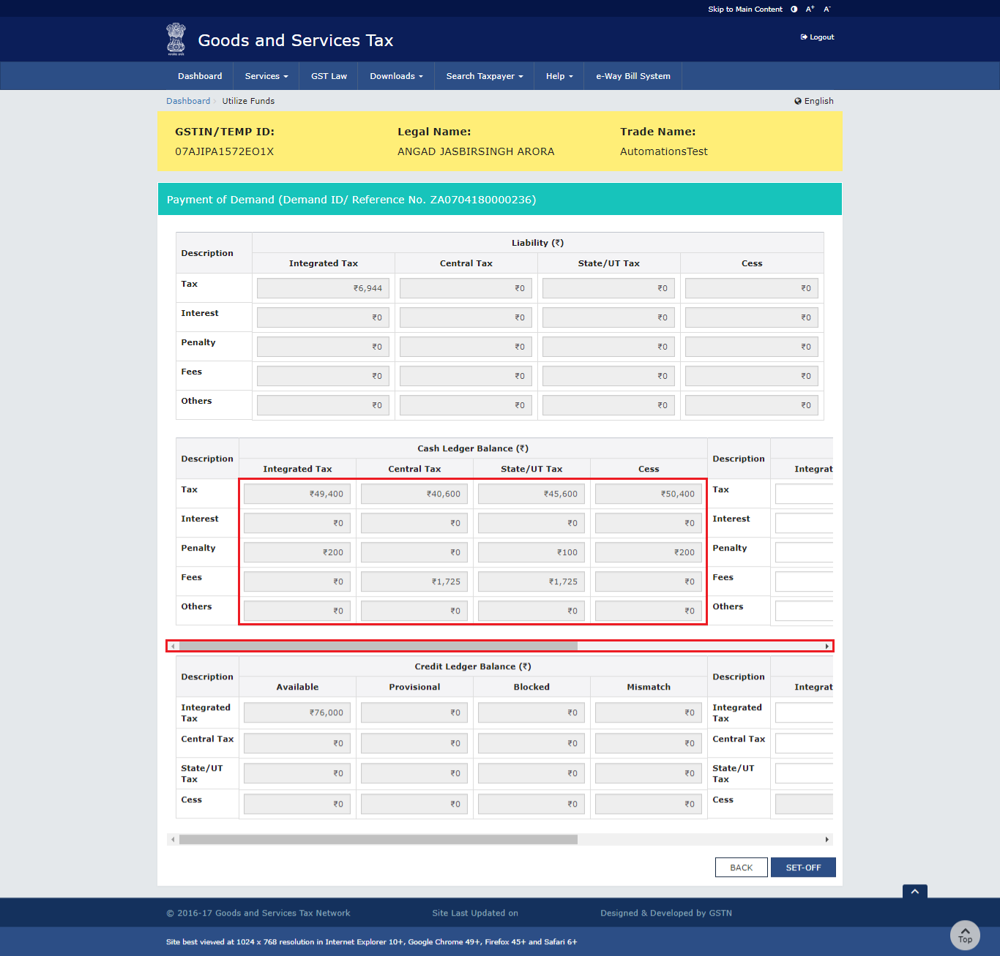 Skip to Main Content A+ A-
Goods and Services Tax
Logout
Dashboard Services GST Law Downloads Search Taxpayer Help e-Way Bill System
Dashboard Utilize Funds English
GSTIN/TEMP ID: Legal Name: Trade Name:
07AJIPA1572EO1X ANGAD JASBIRSINGH ARORA AutomationsTest
Payment of Demand (Demand ID/ Reference No. ZA0704180000236)
Description Liability (₹)
Integrated Tax Central Tax State/UT Tax Cess
Tax ₹6,944 ₹0 ₹0 ₹0
Interest ₹0 ₹0 ₹0 ₹0
Penalty ₹0 ₹0 ₹0 ₹0
Fees ₹0 ₹0 ₹0 ₹0
Others ₹0 ₹0 ₹0 ₹0
Description Cash Ledger Balance (₹) Description
Integrated Tax Central Tax State/UT Tax Cess Integrat
Tax ₹49,400 ₹40,600 ₹45,600 ₹50,400 Tax
Interest ₹0 ₹0 ₹0 ₹0 Interest
Penalty ₹200 ₹0 ₹100 ₹200 Penalty
Fees ₹0 ₹1,725 ₹1,725 ₹0 Fees
Others ₹0 ₹0 ₹0 ₹0 Others
Description Credit Ledger Balance (₹) Description
Available Provisional Blocked Mismatch Integrat
Integrated Tax ₹76,000 ₹0 ₹0 ₹0 Integrated Tax
Central Tax ₹0 ₹0 ₹0 ₹0 Central Tax
State/UT Tax ₹0 ₹0 ₹0 ₹0 State/UT Tax
Cess ₹0 ₹0 ₹0 ₹0 Cess
BACK SET-OFF
© 2016-17 Goods and Services Tax Network Site Last Updated on Designed & Developed by GSTN
Site best viewed at 1024 x 768 resolution in Internet Explorer 10+, Google Chrome 49+, Firefox 45+ and Safari 6+
Top